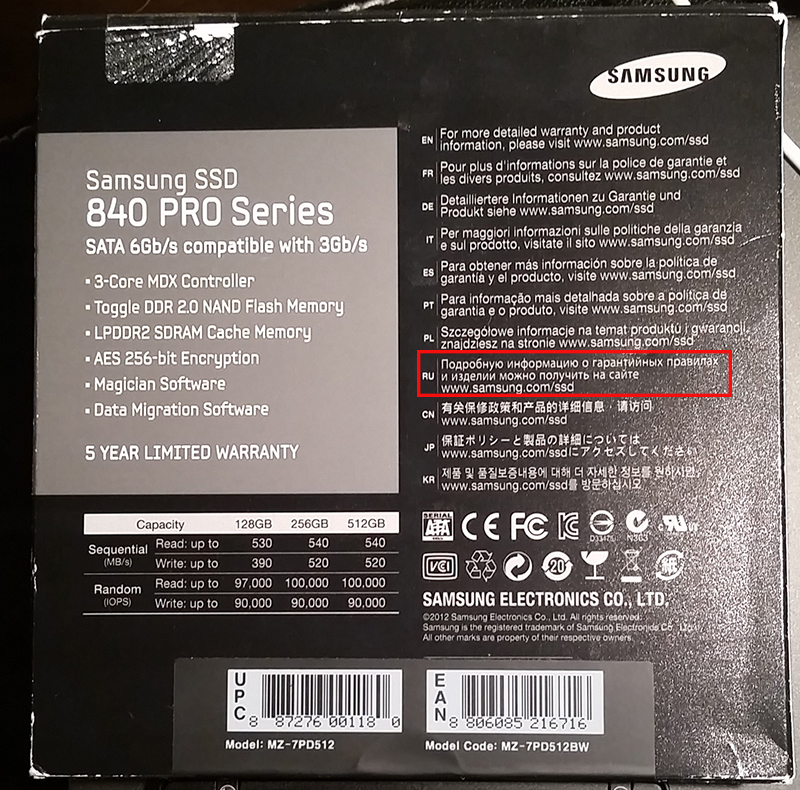 SAMSUNG
Samsung SSD
840 PRO Series
SATA 6Gb/s compatible with 3Gb/s
3-Core MDX Controller
Toggle DDR 2.0 NAND Flash Memory
LPDDR2 SDRAM Cache Memory
AES 256-bit Encryption
Magician Software
Data Migration Software
5 YEAR LIMITED WARRANTY
EN For more detailed warranty and product
information, please visit www.samsung.com/ssd
FR Pour plus d'informations sur la police de garantie et
les divers produits, consultez www.samsung.com/ssd
DE Detailliertere Informationen zu Garantie und
Produkt siehe www.samsung.com/ssd
IT Per maggiori informazioni sulle politiche della garanzia
e sul prodotto, visitate il sito www.samsung.com/ssd
ES Para obtener más información sobre la política de
garantía y el producto, visite www.samsung.com/ssd
PT Para informação mais detalhada sobre a política de
garantia e o produto, visite www.samsung.com/ssd
PL Szczegółowe informacje na temat produktu i gwarancji,
znajdziesz na stronie www.samsung.com/ssd
RU Подробную информацию о гарантийных правилах
и изделии можно получить на сайте
www.samsung.com/ssd
CN 有关保修政策和产品的详细信息，请访问
www.samsung.com/ssd
JP 保証ポリシーと製品の詳細については
www.samsung.com/ssdにアクセスしてください
KR 제품 및 품질보증내용에 대해 더 자세한 정보를 원하시면,
www.samsung.com/ssd를 방문하십시오.
Capacity 128GB 256GB 512GB
Sequential (MB/s) Read: up to 530 540 540
Write: up to 390 520 520
Random (IOPS) Read: up to 97,000 100,000 100,000
Write: up to 90,000 90,000 90,000
SERIAL ATA CE FC D33426 N363 US
VCI 20
SAMSUNG ELECTRONICS CO., LTD.
©2012 Samsung Electronics Co., Ltd. All rights reserved.
Samsung is the registered trademark of Samsung Electronics Co., Ltd.
All other marks are property of their respective owners.
UPC 8 87276 00118 0
Model: MZ-7PD512
EAN 8 806085 216716
Model Code: MZ-7PD512BW